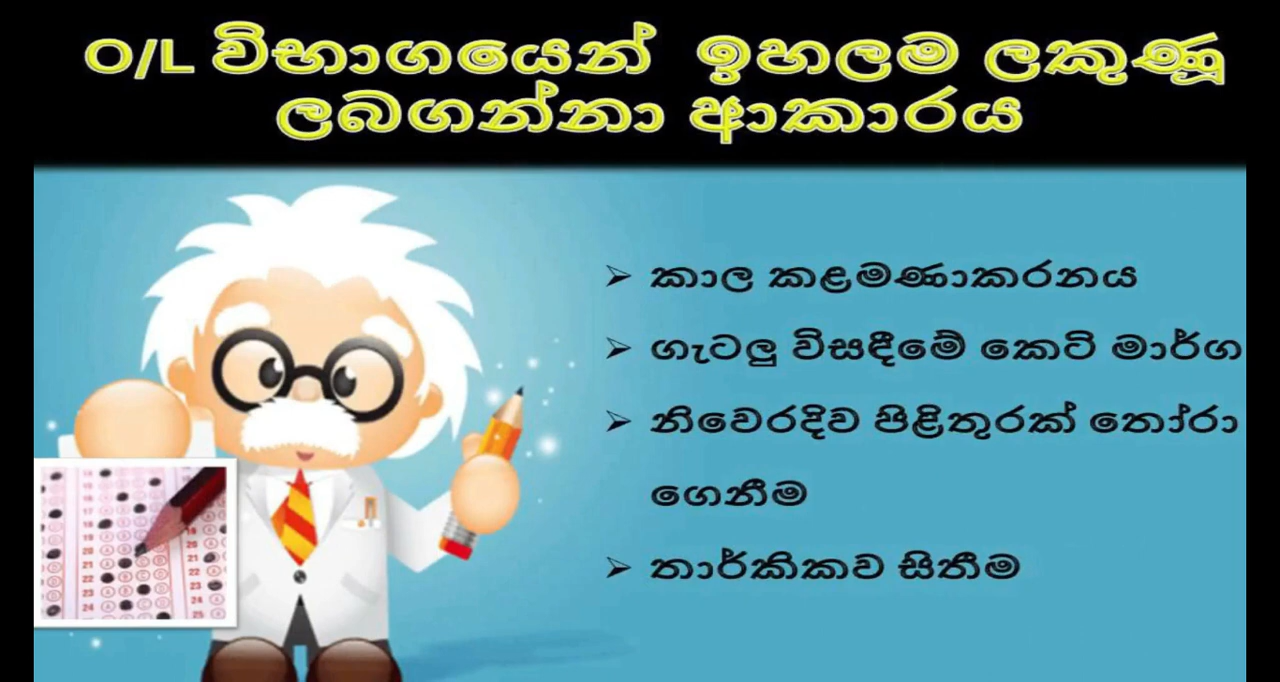 O/L විභාගයෙන් ඉහලම ලකුණූ
ලබගන්නා ආකාරය
➢ කාල කළමණාකරනය
➢ ගැටලු විසඳීමේ කෙටි මාර්ග
➢ නිවෙරදිව පිළිතුරක් තෝරා
ගෙනීම
➢ තාර්කිකව සිතීම